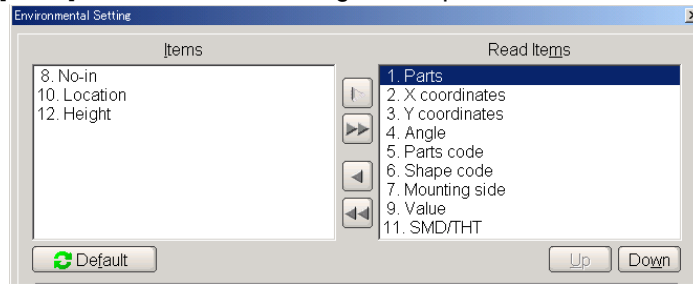 Environmental Setting
Items
Read Items
8. No-in
10. Location
12. Height
1. Parts
2. X coordinates
3. Y coordinates
4. Angle
5. Parts code
6. Shape code
7. Mounting side
9. Value
11. SMD/THT
Default
Up
Down